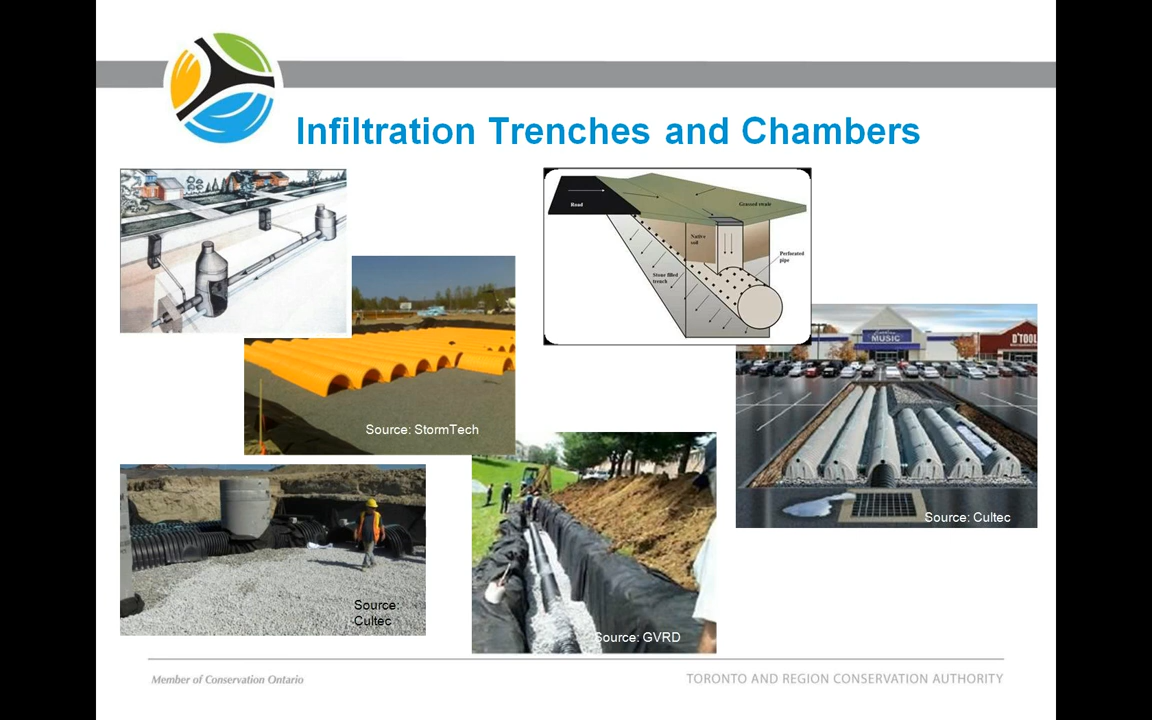 Infiltration Trenches and Chambers
Road
Grassed swale
Native
soil
Perforated
pipe
Stone filled
trench
MUSIC
D'TOOL
Source: StormTech
Source: Cultec
Source:
Cultec
Source: GVRD
Member of Conservation Ontario
TORONTO AND REGION CONSERVATION AUTHORITY